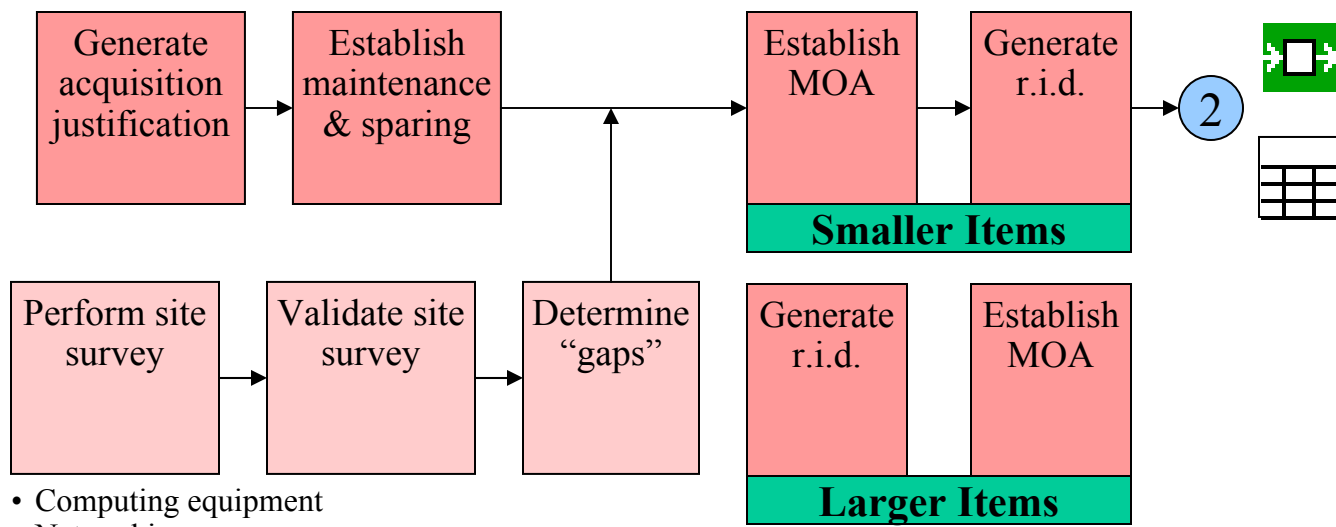 Generate
acquisition
justification
Establish
maintenance
& sparing
Establish
MOA
Generate
r.i.d.
2
Smaller Items
Perform site
survey
Validate site
survey
Determine
“gaps”
Generate
r.i.d.
Establish
MOA
Larger Items
• Computing equipment